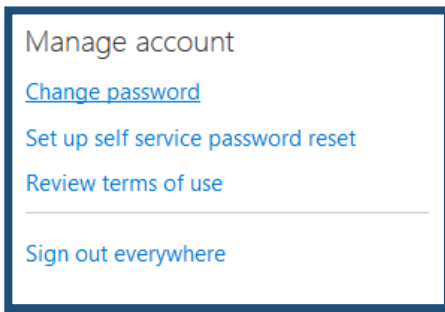 Manage account
Change password
Set up self service password reset
Review terms of use
Sign out everywhere